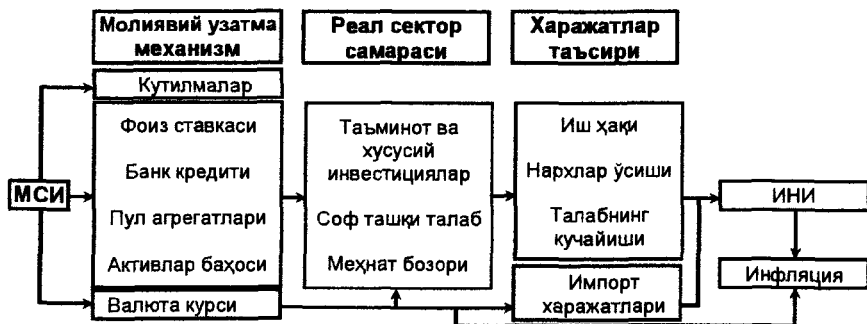 Молиявий узатма
механизм
Реал сектор
самараси
Харажатлар
таъсири
Кутилмалар
Фоиз ставкаси
Банк кредити
Пул агрегатлари
Активлар баҳоси
Валюта курси
МСИ
Таъминот ва
хусусий
инвестициялар
Соф ташқи талаб
Меҳнат бозори
Иш ҳақи
Нархлар ўсиши
Талабнинг
кучайиши
Импорт
харажатлари
ИНИ
Инфляция